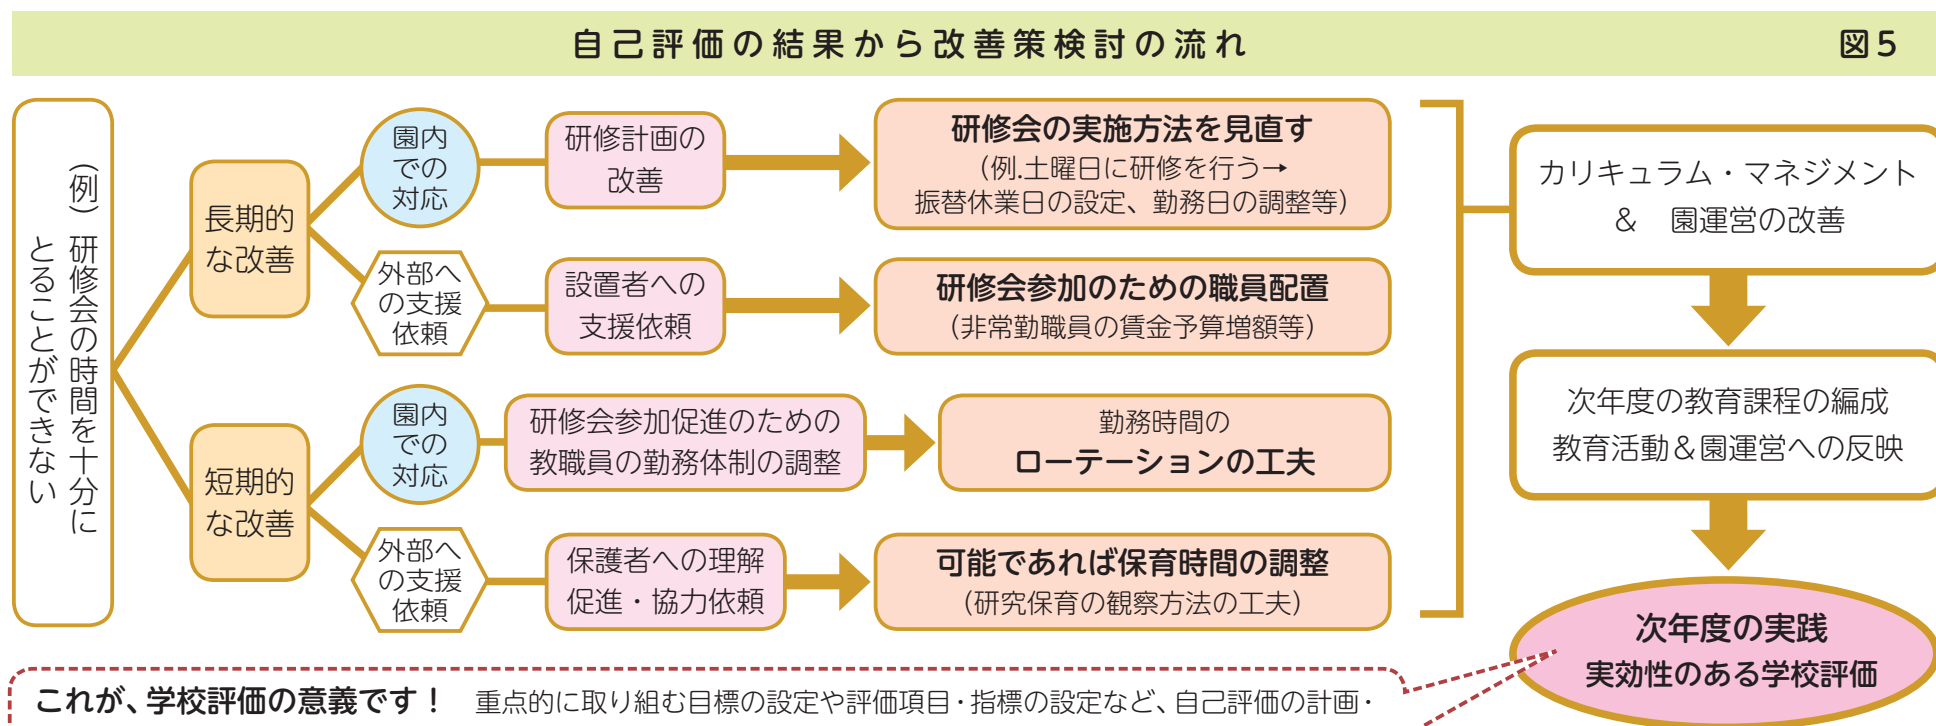 自己評価の結果から改善策検討の流れ
図5
（例）研修会の時間を十分に
とることができない
長期的
な改善
園内
での
対応
研修計画の
改善
研修会の実施方法を見直す
（例.土曜日に研修を行う→
振替休業日の設定、勤務日の調整等）
外部へ
の支援
依頼
設置者への
支援依頼
研修会参加のための職員配置
（非常勤職員の賃金予算増額等）
短期的
な改善
園内
での
対応
研修会参加促進のための
教職員の勤務体制の調整
勤務時間の
ローテーションの工夫
外部へ
の支援
依頼
保護者への理解
促進・協力依頼
可能であれば保育時間の調整
（研究保育の観察方法の工夫）
カリキュラム・マネジメント
＆　園運営の改善
次年度の教育課程の編成
教育活動＆園運営への反映
次年度の実践
実効性のある学校評価
これが、学校評価の意義です！　重点的に取り組む目標の設定や評価項目・指標の設定など、自己評価の計画・